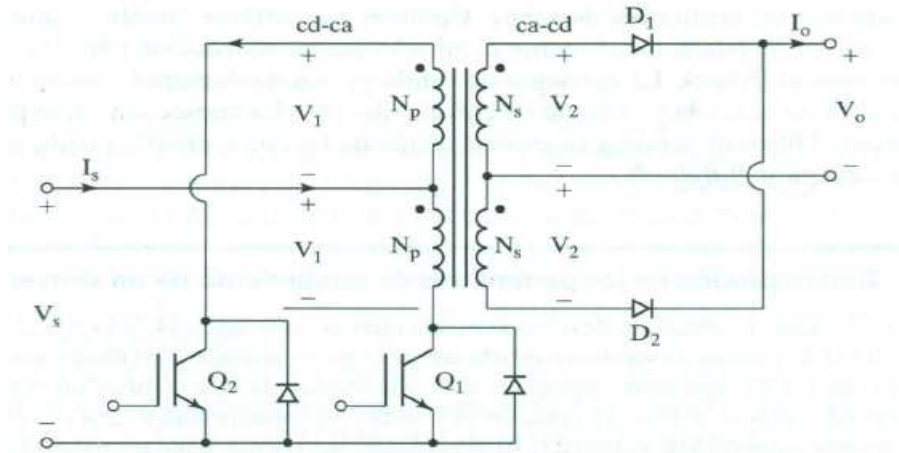 cd-ca ca-cd D1 Io
+ + +
V1 Np Ns V2 Vo
Is
− − −
+ + +
V1 Np Ns V2
− −
Vs D2
Q2 Q1
−